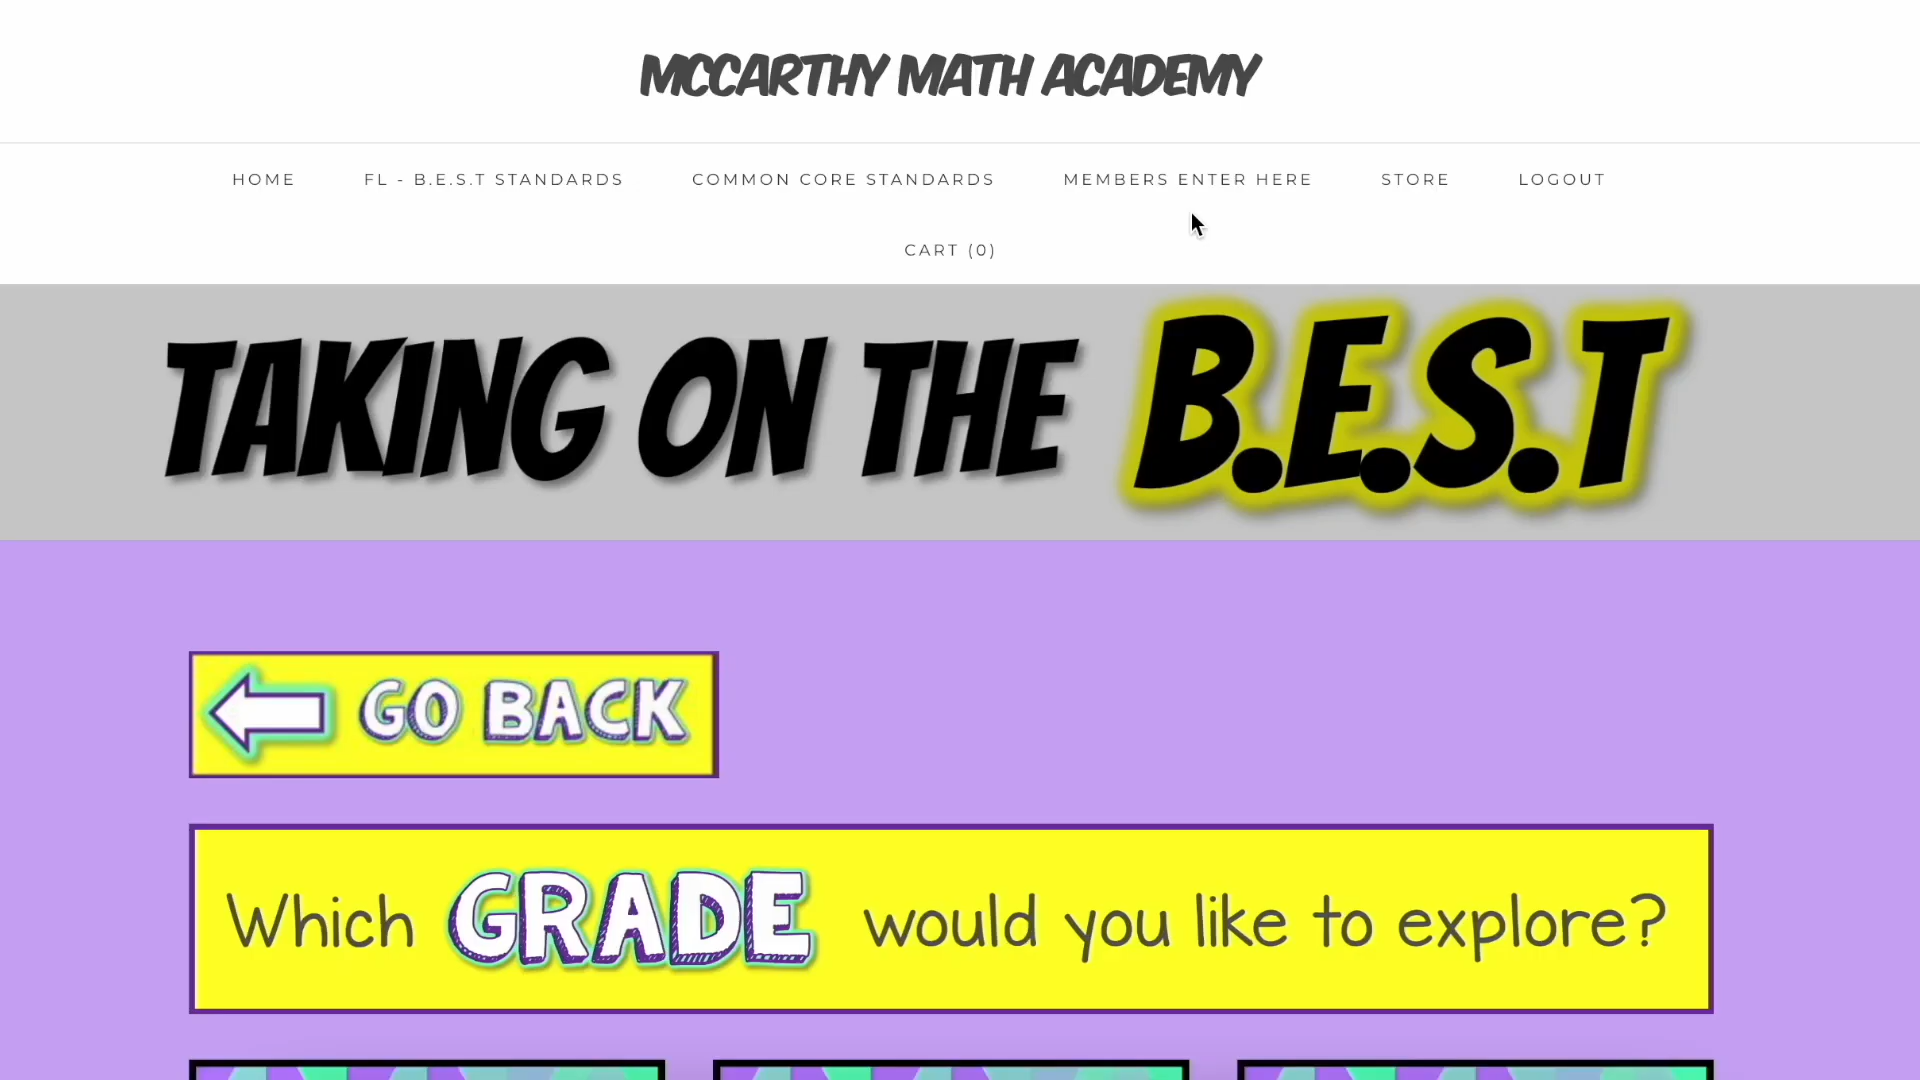 MCCARTHY MATH ACADEMY
HOME FL - B.E.S.T STANDARDS COMMON CORE STANDARDS MEMBERS ENTER HERE STORE LOGOUT
CART (0)
TAKING ON THE B.E.S.T
GO BACK
Which GRADE would you like to explore?